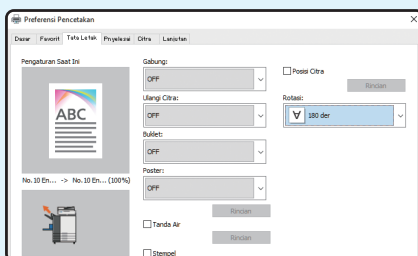 Preferensi Pencetakan
Dasar Favorit Tata Letak Pnyelesai Citra Lanjutan
Pengaturan Saat Ini
ABC
No. 10 En... -> No. 10 En... (100%)
Gabung:
OFF
Ulangi Citra:
OFF
Buklet:
OFF
Poster:
OFF
Rincian
Tanda Air
Rincian
Stempel
Posisi Citra
Rincian
Rotasi:
A 180 der